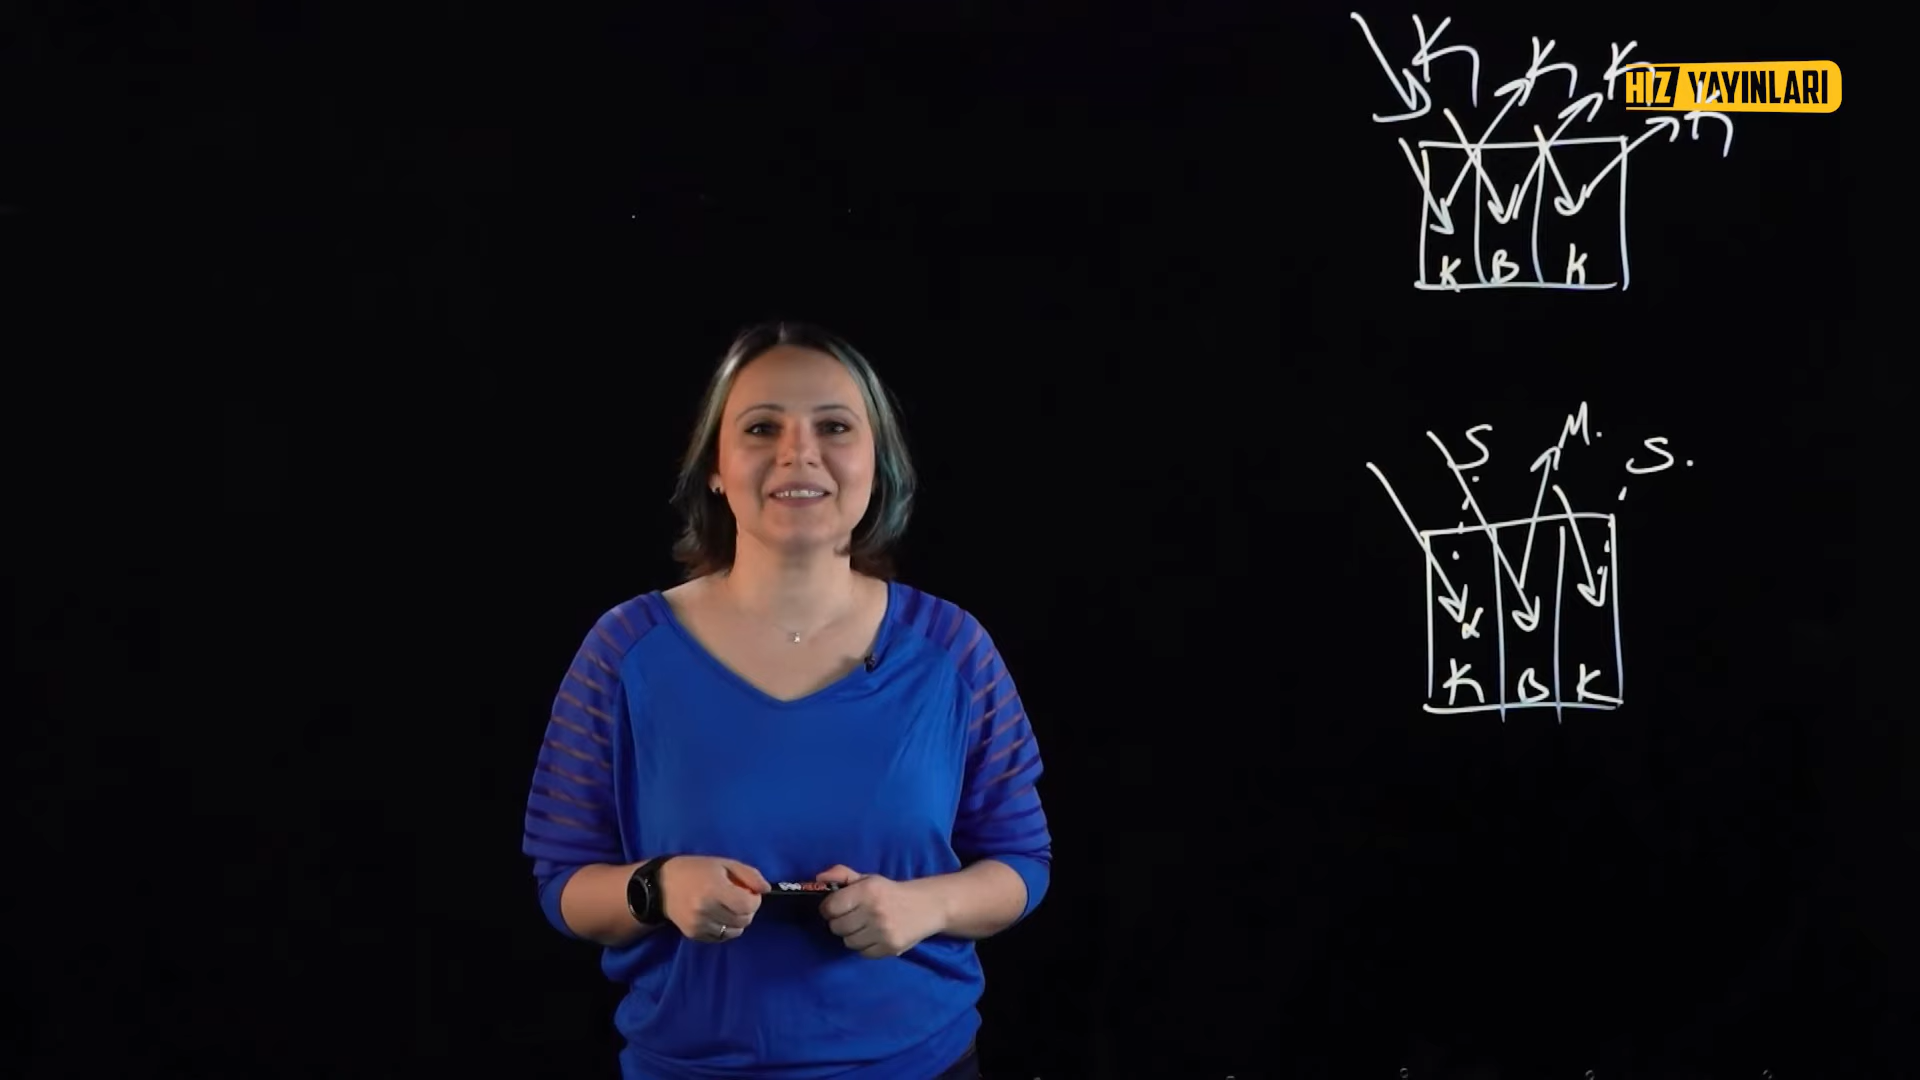 HIZ YAYINLARI
K K K K
K B K
S M. S.
K B K